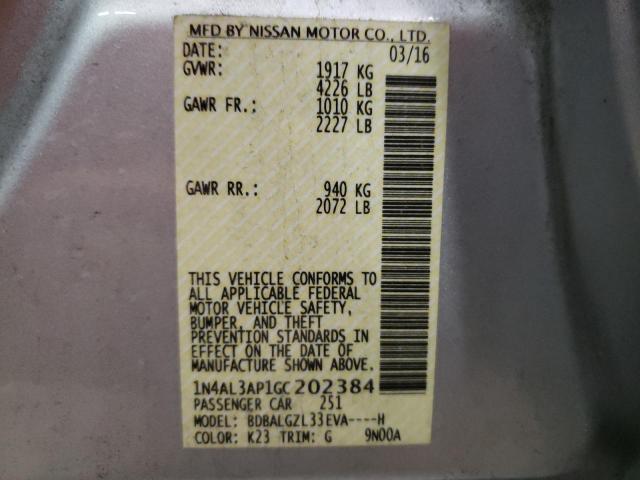 MFD BY NISSAN MOTOR CO., LTD.
DATE: 03/16
GVWR: 1917 KG
4226 LB
GAWR FR.: 1010 KG
2227 LB
GAWR RR.: 940 KG
2072 LB
THIS VEHICLE CONFORMS TO
ALL APPLICABLE FEDERAL
MOTOR VEHICLE SAFETY,
BUMPER, AND THEFT
PREVENTION STANDARDS IN
EFFECT ON THE DATE OF
MANUFACTURE SHOWN ABOVE.
1N4AL3AP1GC202384
PASSENGER CAR 251
MODEL: BDBALGZL33EVA----H
COLOR: K23 TRIM: G 9N00A